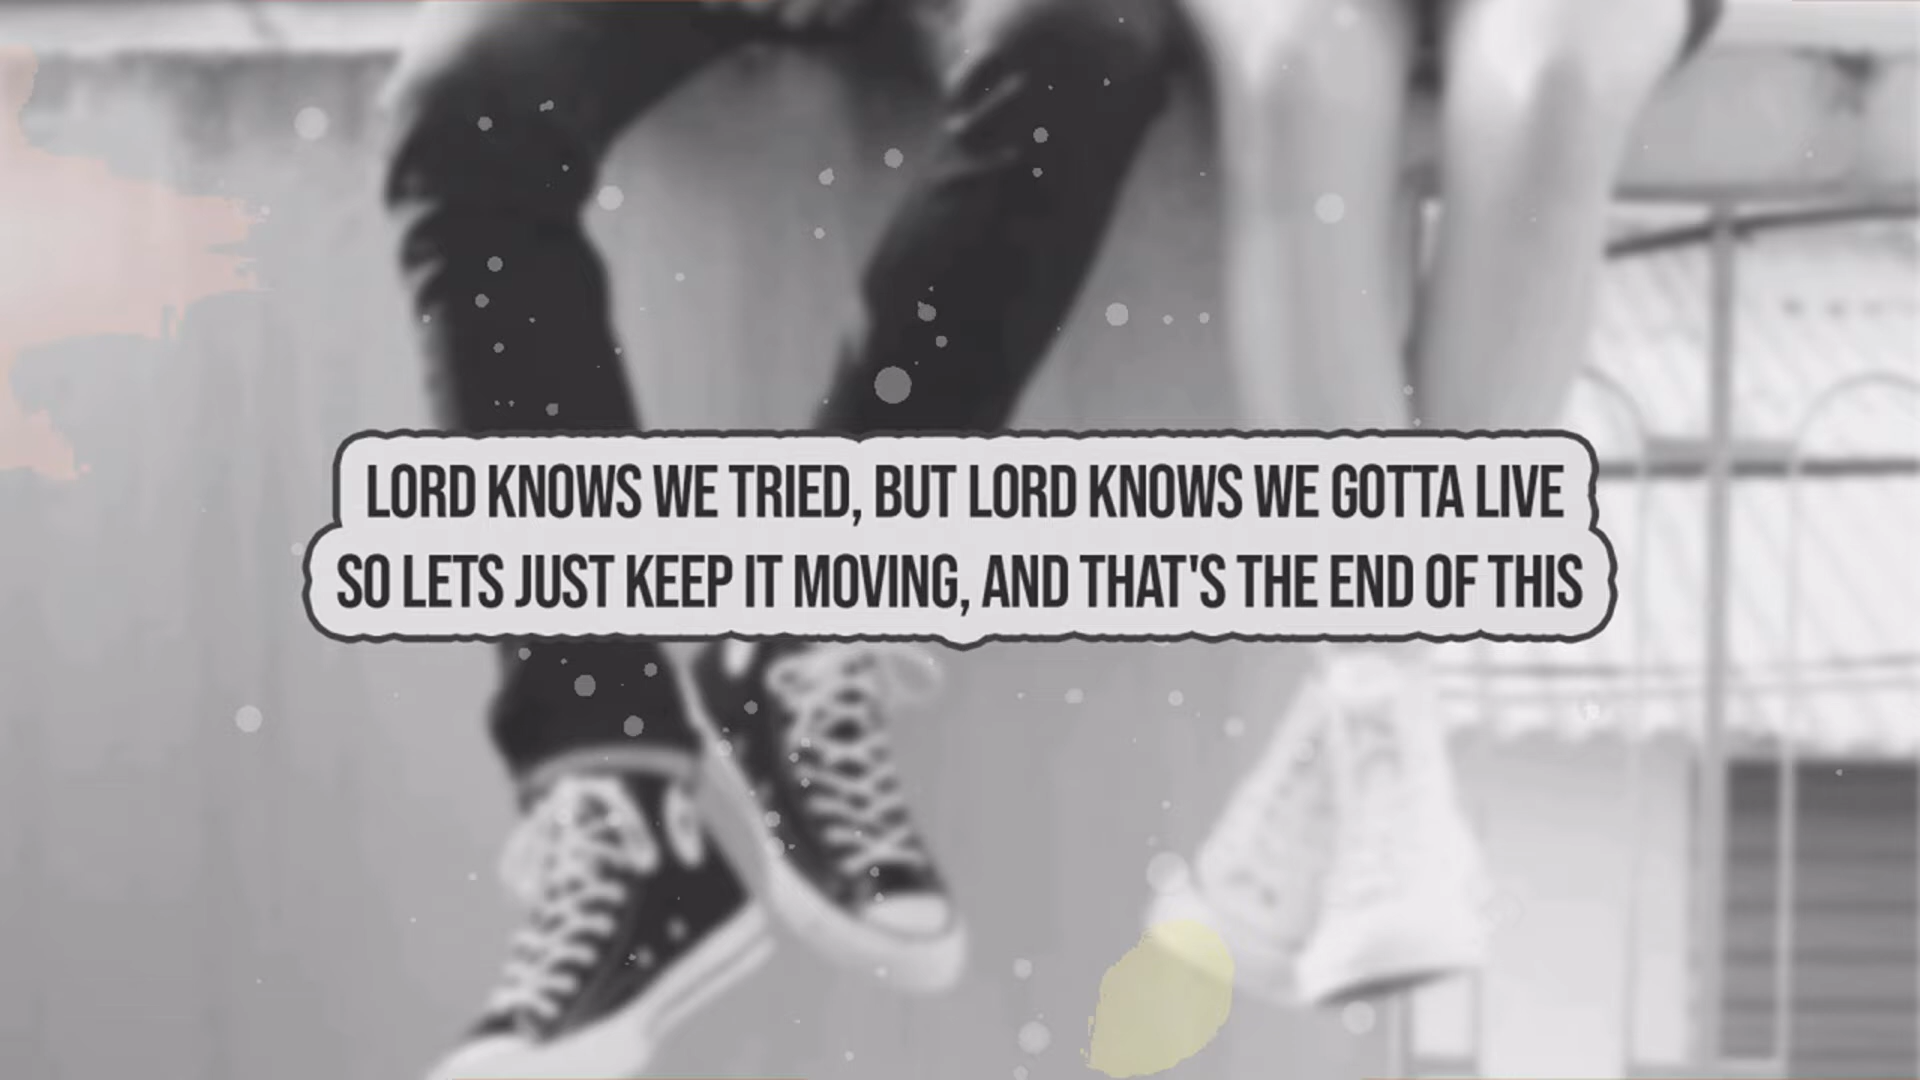 LORD KNOWS WE TRIED, BUT LORD KNOWS WE GOTTA LIVE
SO LETS JUST KEEP IT MOVING, AND THAT'S THE END OF THIS